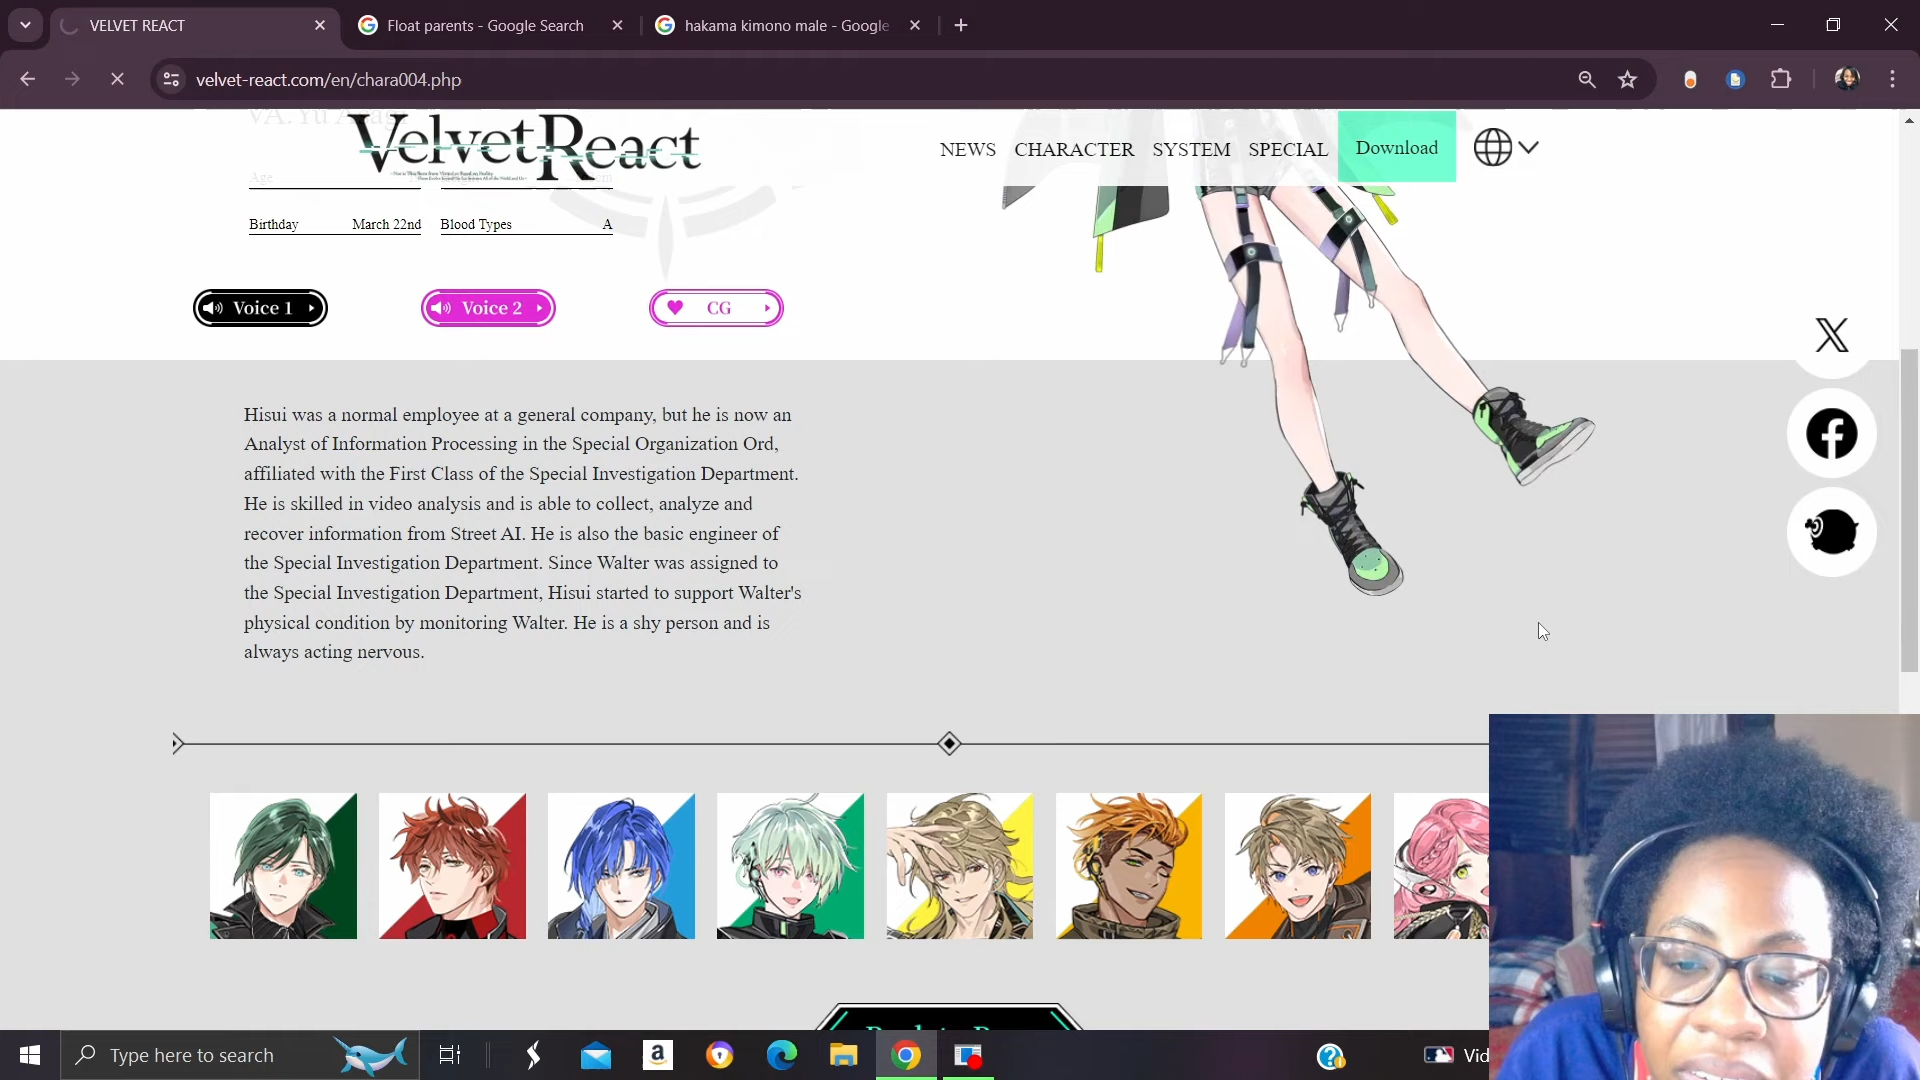 VELVET REACT
Float parents - Google Search
hakama kimono male - Google
velvet-react.com/en/chara004.php
VelvetReact
NEWS
CHARACTER
SYSTEM
SPECIAL
Download
Age
Birthday March 22nd
Blood Types A
Voice 1
Voice 2
CG
Hisui was a normal employee at a general company, but he is now an
Analyst of Information Processing in the Special Organization Ord,
affiliated with the First Class of the Special Investigation Department.
He is skilled in video analysis and is able to collect, analyze and
recover information from Street AI. He is also the basic engineer of
the Special Investigation Department. Since Walter was assigned to
the Special Investigation Department, Hisui started to support Walter's
physical condition by monitoring Walter. He is a shy person and is
always acting nervous.
Type here to search
Vid